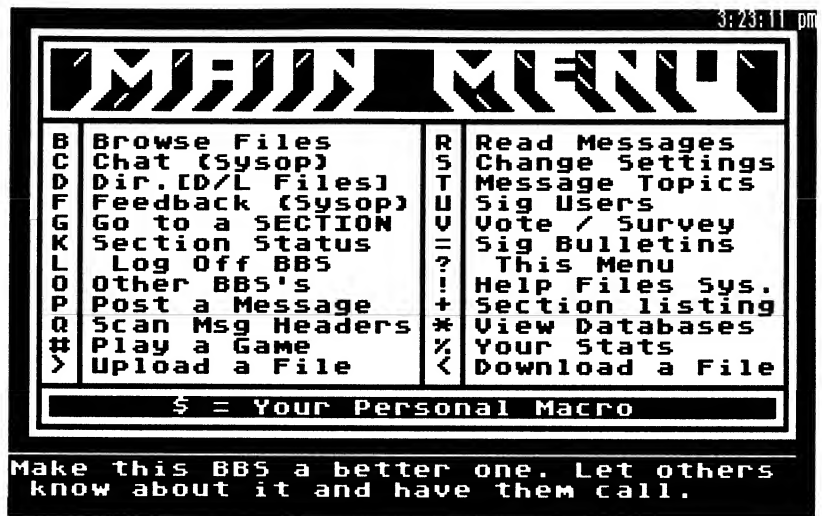 3:23:11 pm
MAIN MENU
B Browse Files
C Chat (Sysop)
D Dir.[D/L Files]
F Feedback (Sysop)
G Go to a SECTION
K Section Status
L Log Off BBS
O Other BBS's
P Post a Message
Q Scan Msg Headers
# Play a Game
> Upload a File
R Read Messages
S Change Settings
T Message Topics
U Sig Users
V Vote / Survey
= Sig Bulletins
? This Menu
! Help Files Sys.
+ Section listing
* View Databases
% Your Stats
< Download a File
$ = Your Personal Macro
Make this BBS a better one. Let others
know about it and have them call.